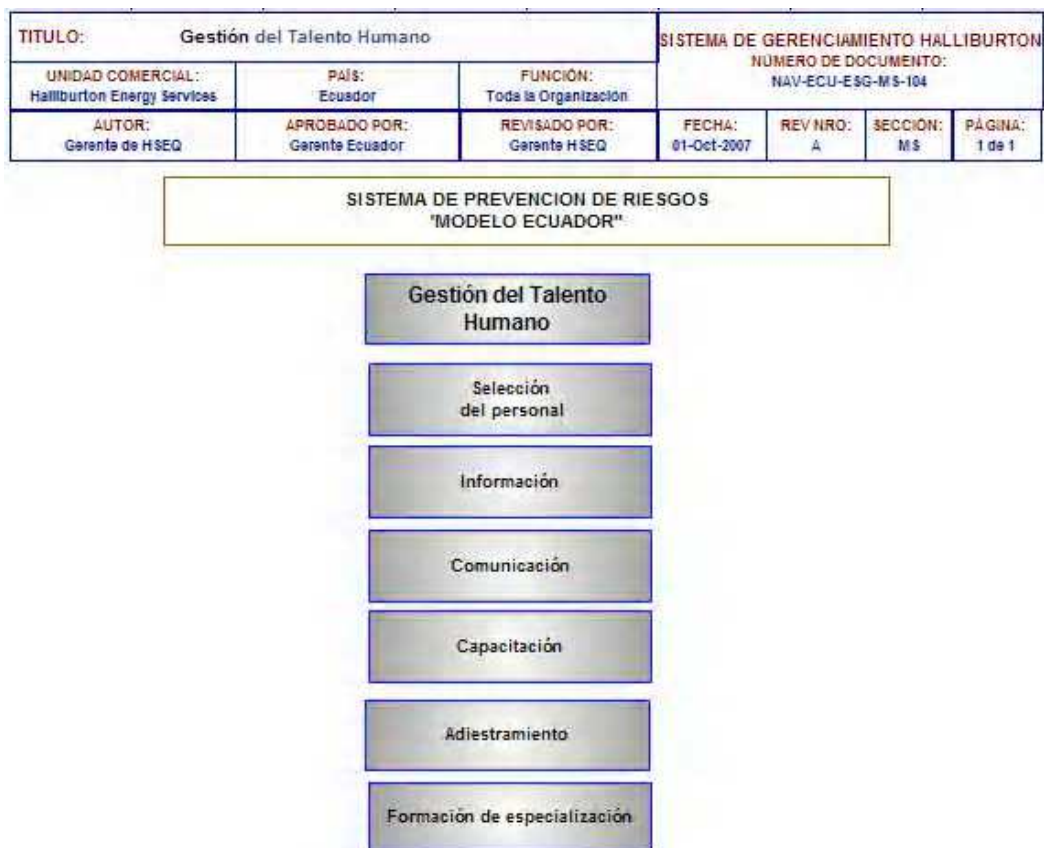 TITULO: Gestión del Talento Humano
SISTEMA DE GERENCIAMIENTO HALLIBURTON
NÚMERO DE DOCUMENTO:
NAV-ECU-ESG-MS-104
UNIDAD COMERCIAL:
Halliburton Energy Services
PAÍS:
Ecuador
FUNCIÓN:
Toda la Organización
AUTOR:
Gerente de HSEQ
APROBADO POR:
Gerente Ecuador
REVISADO POR:
Gerente HSEQ
FECHA:
01-Oct-2007
REV NRO:
A
SECCIÓN:
MS
PÁGINA:
1 de 1
SISTEMA DE PREVENCION DE RIESGOS
'MODELO ECUADOR"
Gestión del Talento
Humano
Selección
del personal
Información
Comunicación
Capacitación
Adiestramiento
Formación de especialización